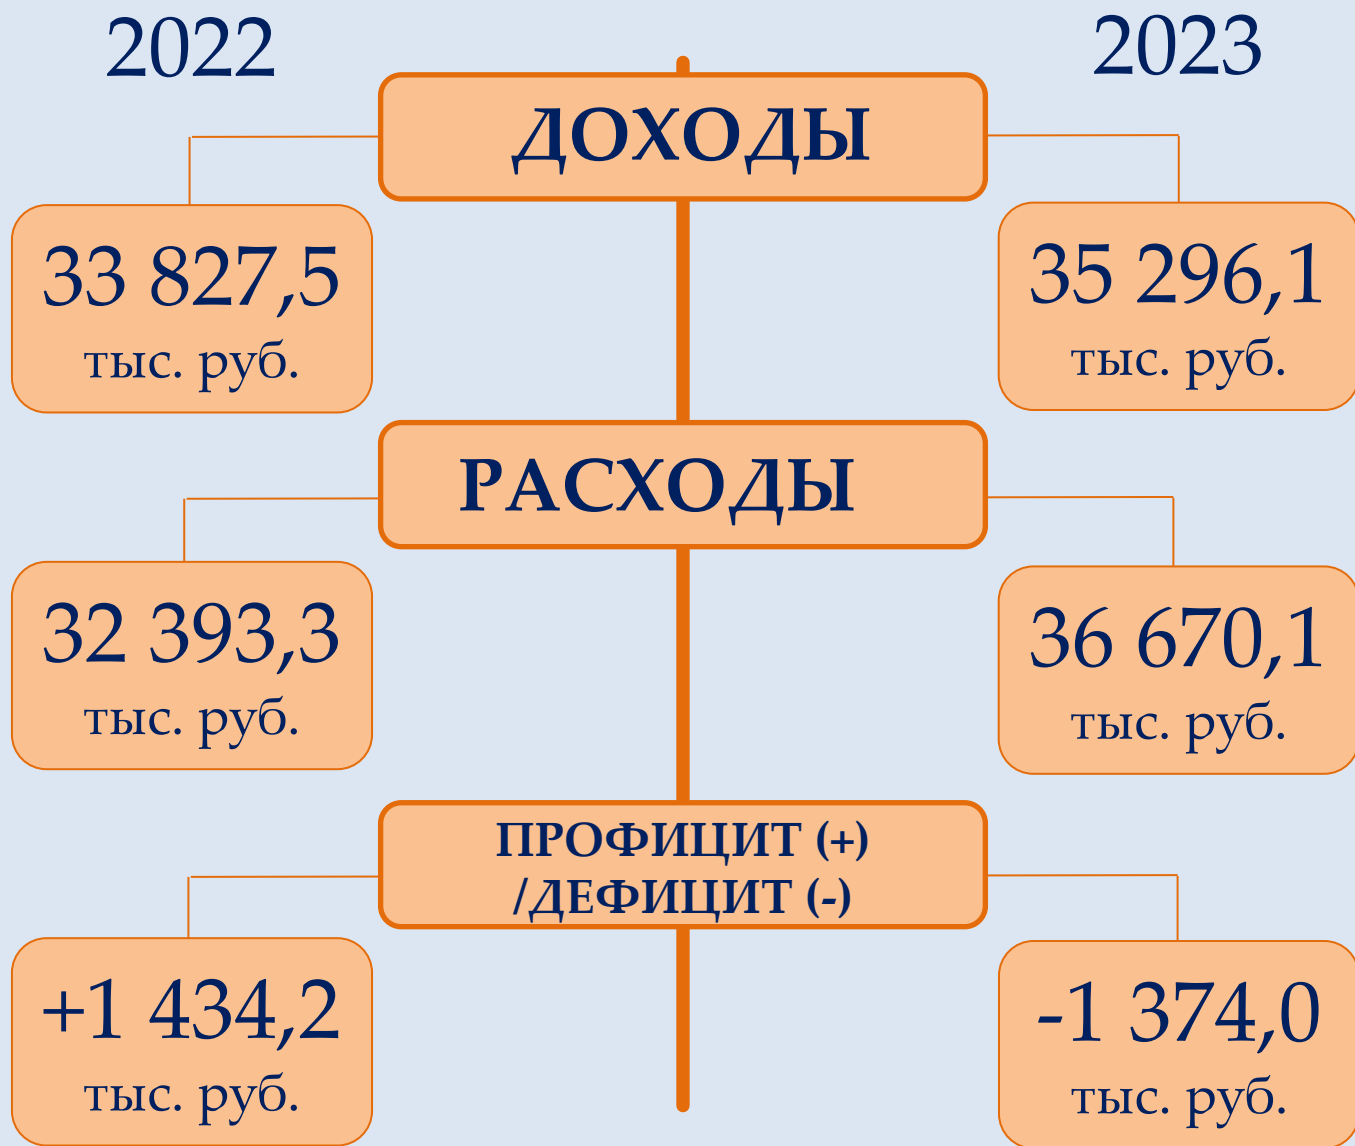 2022
2023
ДОХОДЫ
33 827,5
тыс. руб.
35 296,1
тыс. руб.
РАСХОДЫ
32 393,3
тыс. руб.
36 670,1
тыс. руб.
ПРОФИЦИТ (+)
/ДЕФИЦИТ (-)
+1 434,2
тыс. руб.
-1 374,0
тыс. руб.